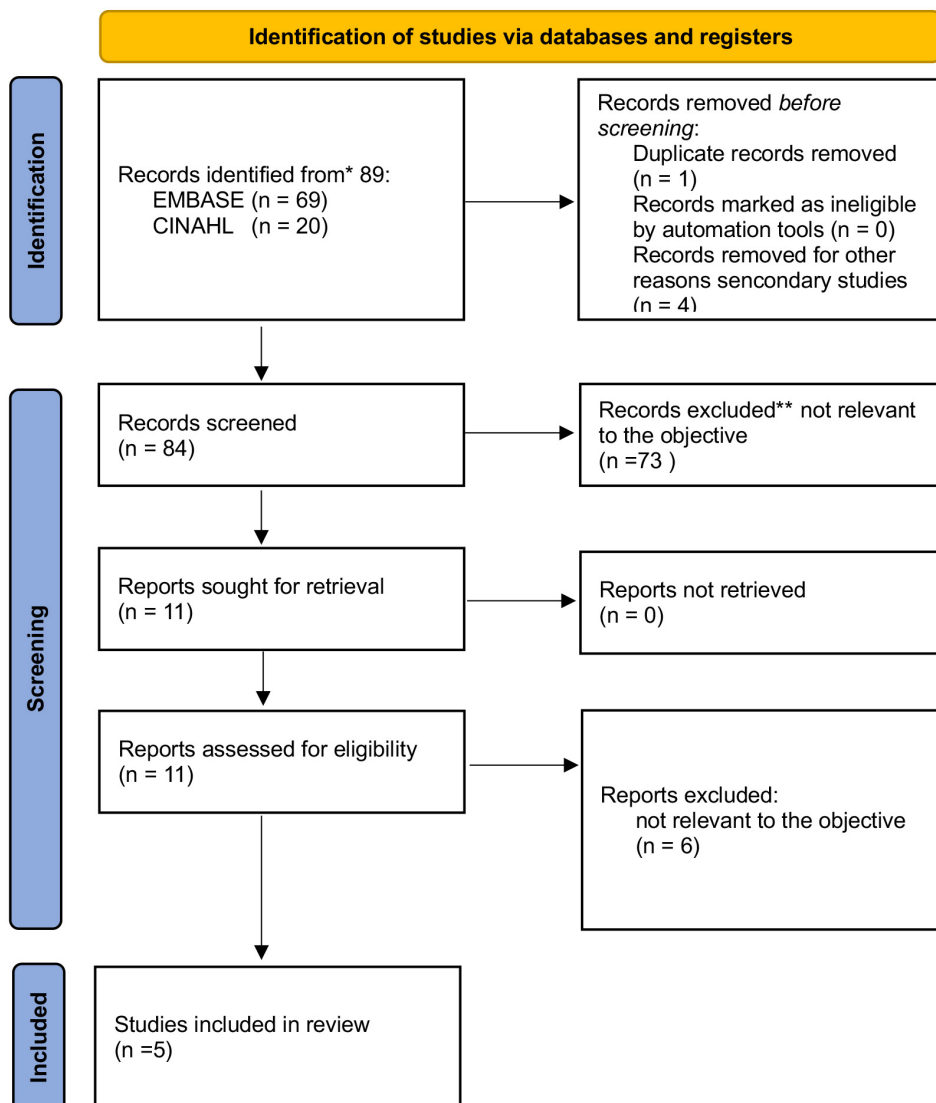 Identification of studies via databases and registers
Identification
Records identified from* 89:
EMBASE (n = 69)
CINAHL (n = 20)
Records removed before
screening:
Duplicate records removed
(n = 1)
Records marked as ineligible
by automation tools (n = 0)
Records removed for other
reasons sencondary studies
(n = 4)
Screening
Records screened
(n = 84)
Records excluded** not relevant
to the objective
(n =73 )
Reports sought for retrieval
(n = 11)
Reports not retrieved
(n = 0)
Reports assessed for eligibility
(n = 11)
Reports excluded:
not relevant to the objective
(n = 6)
Included
Studies included in review
(n =5)